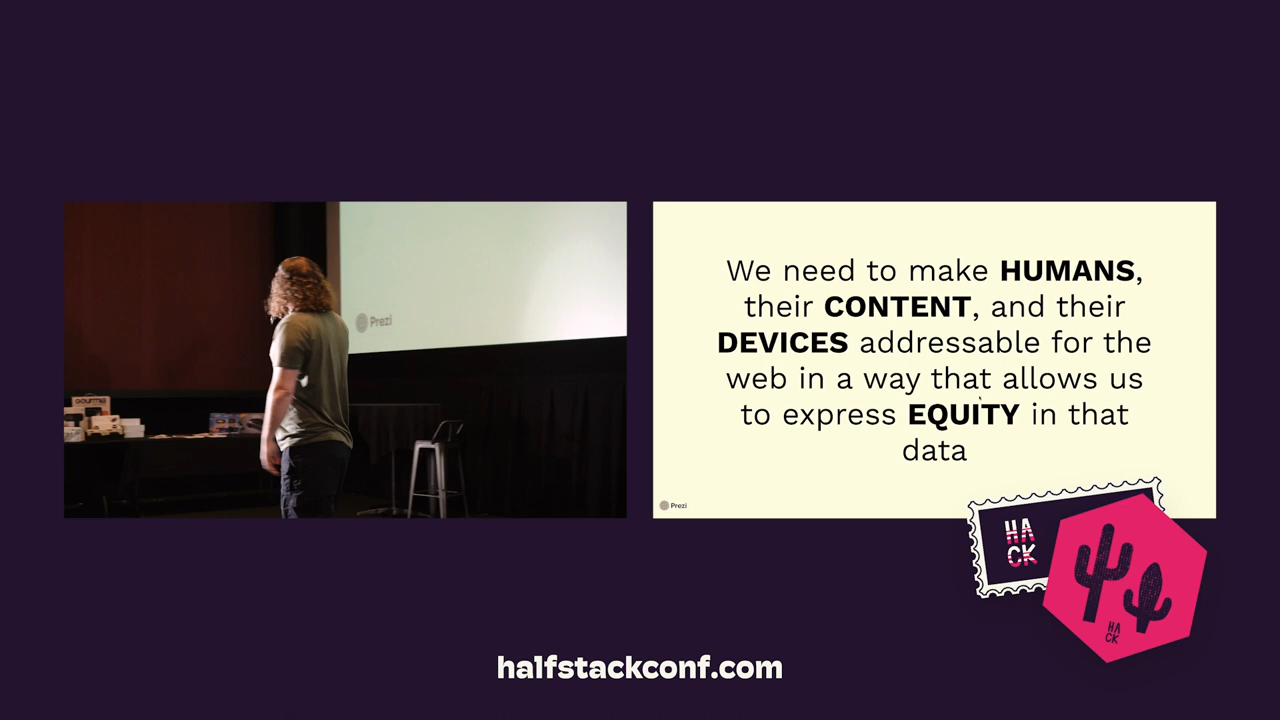 GOURMIA
Prezi
We need to make HUMANS,
their CONTENT, and their
DEVICES addressable for the
web in a way that allows us
to express EQUITY in that
data
Prezi
HA
CK
HA
CK
halfstackconf.com